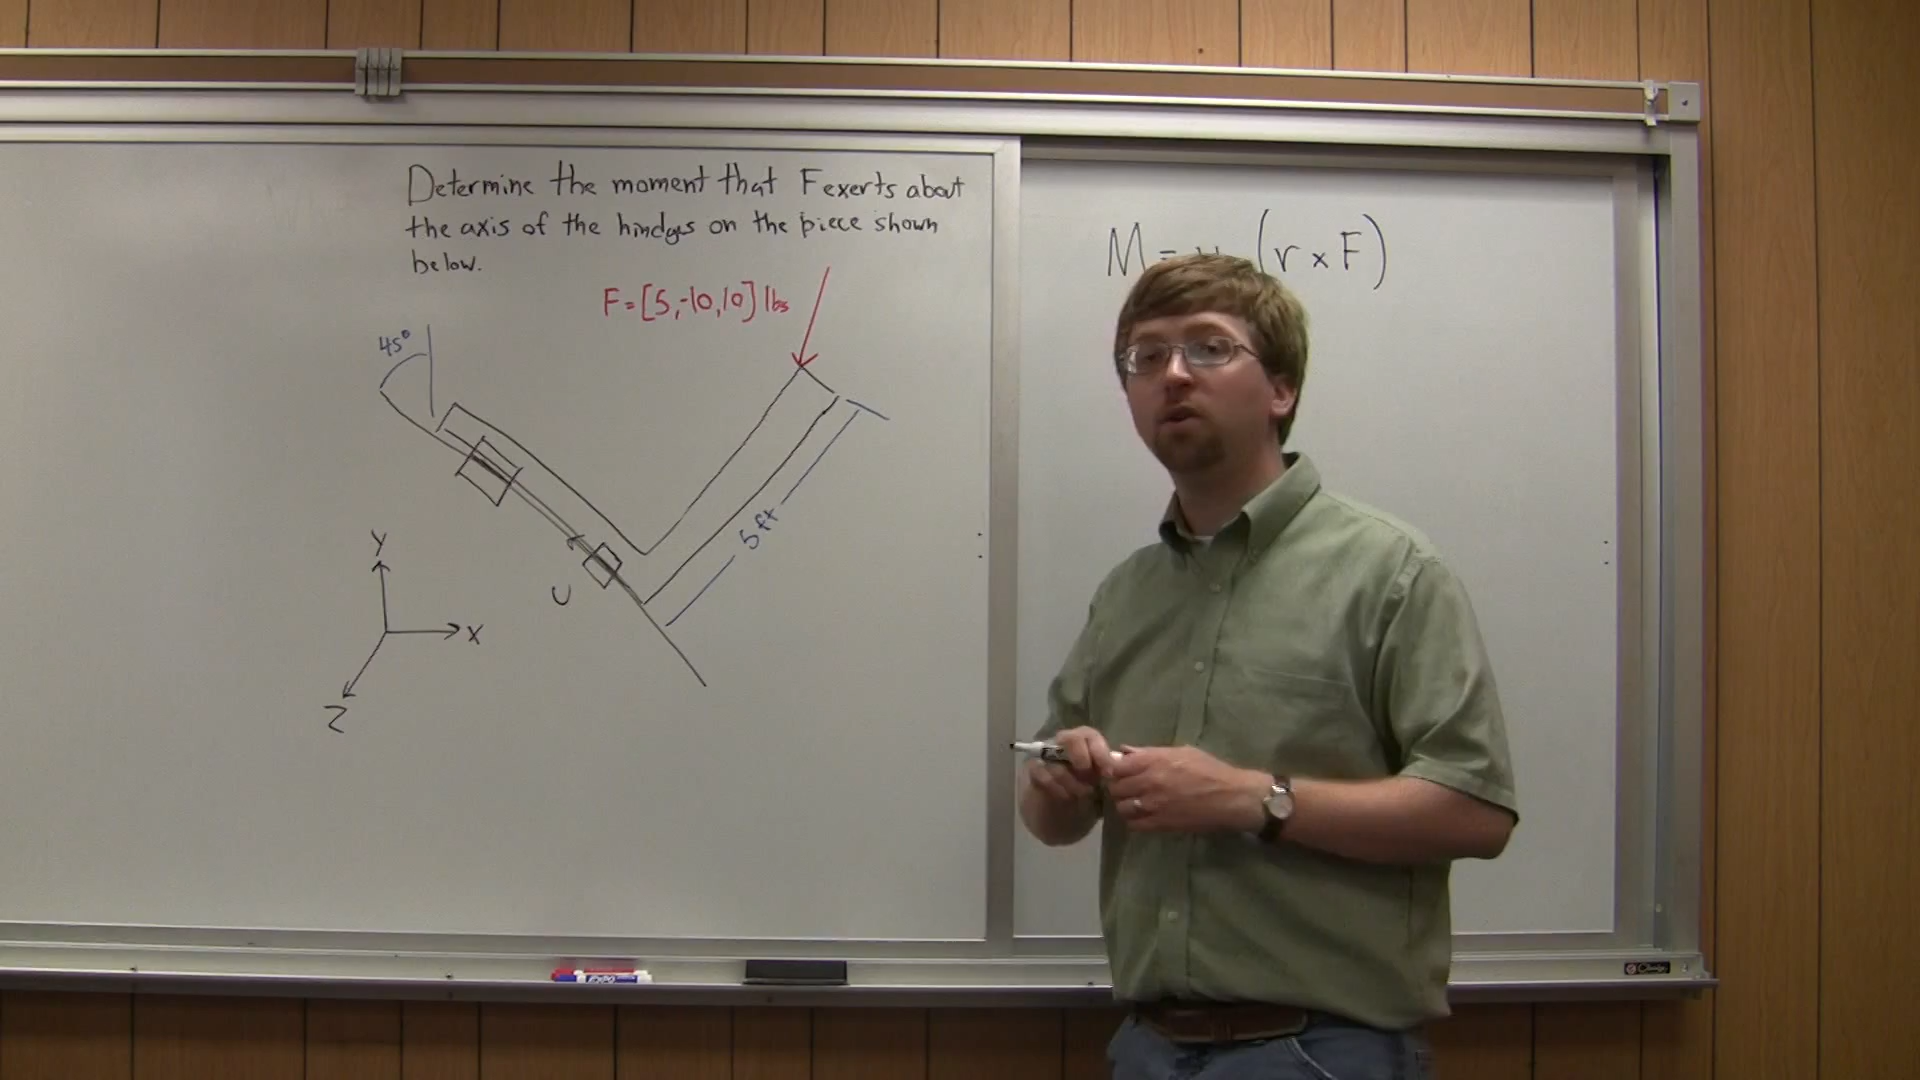 Determine the moment that F exerts about
the axis of the hindges on the piece shown
below.
F=[5,-10,10] lbs
45°
5 ft
U
Y
X
Z
M = (r × F)
EXPO